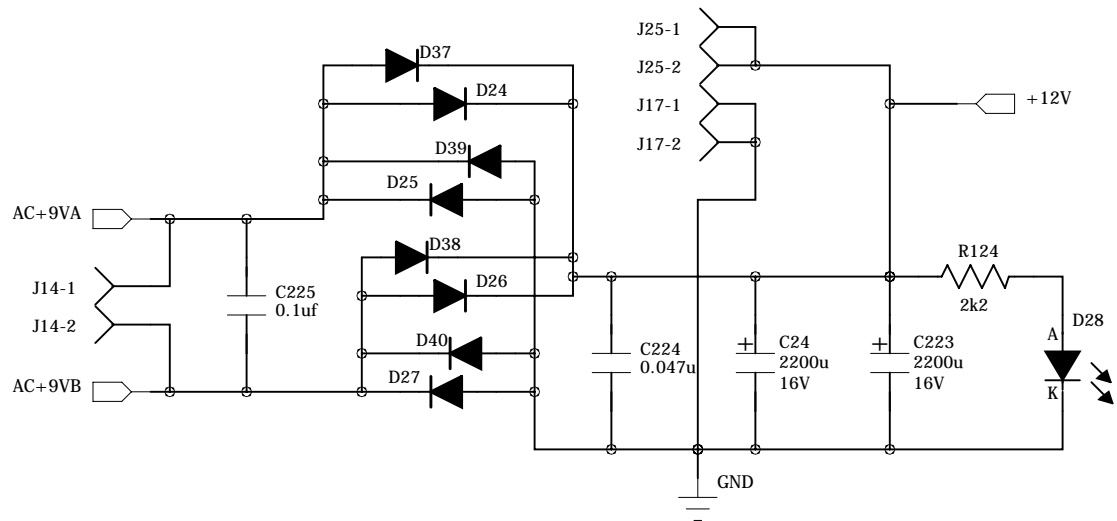 J25-1
D37
J25-2
D24
J17-1
+12V
J17-2
D39
D25
AC+9VA
D38
R124
D26
J14-1
C225
0.1uf
2k2
D28
J14-2
A
D40
C224
0.047u
C24
2200u
16V
C223
2200u
16V
D27
AC+9VB
K
GND